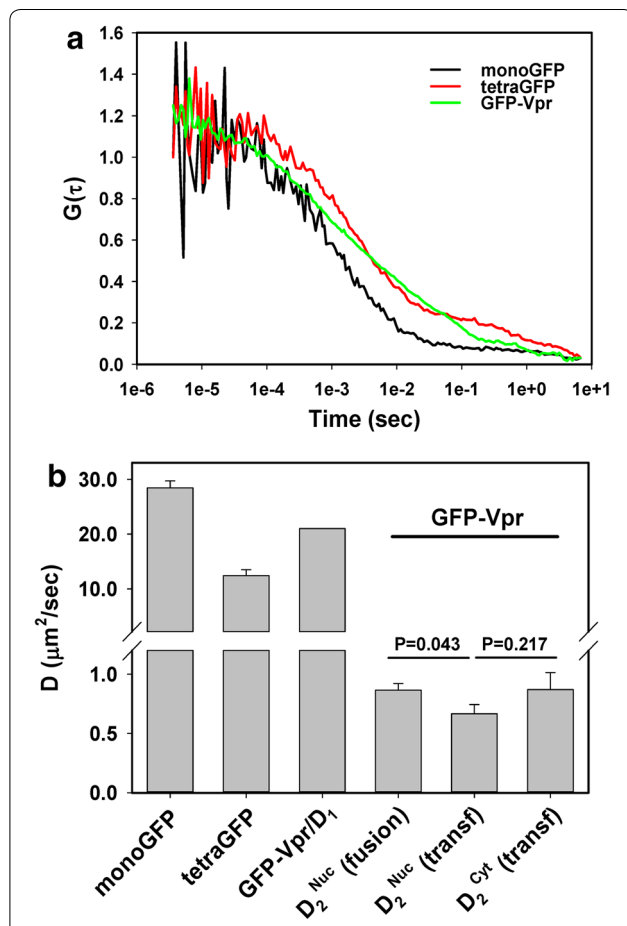 a
1.6
1.4
1.2
1.0
0.8
0.6
0.4
0.2
0.0
G(τ)
monoGFP
tetraGFP
GFP-Vpr
1e-6 1e-5 1e-4 1e-3 1e-2 1e-1 1e+0 1e+1
Time (sec)
b
30.0
20.0
10.0
1.0
0.5
0.0
D (μm²/sec)
GFP-Vpr
P=0.043 P=0.217
monoGFP
tetraGFP
GFP-Vpr/D₁
D₂ᴺᵘᶜ (fusion)
D₂ᴺᵘᶜ (transf)
D₂ᶜʸᵗ (transf)